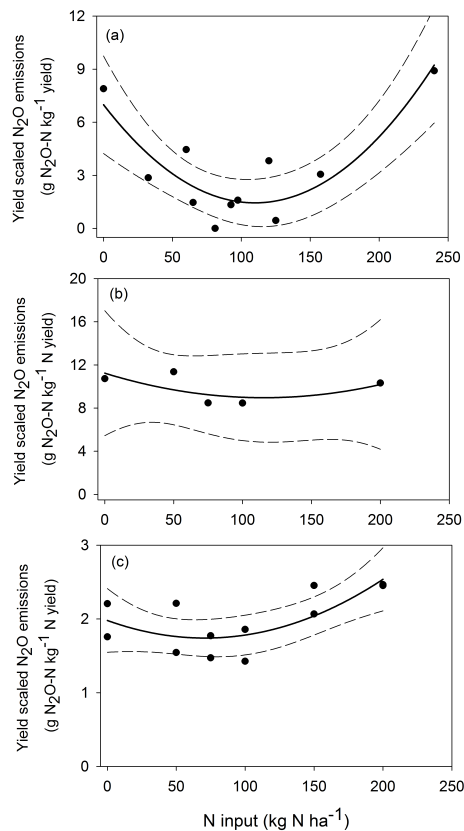 12
9
6
3
0
(a)
Yield scaled N2O emissions
(g N2O-N kg-1 yield)
0 50 100 150 200 250
20
16
12
8
4
0
(b)
Yield scaled N2O emissions
(g N2O-N kg-1 N yield)
0 50 100 150 200 250
3
2
1
0
(c)
Yield scaled N2O emissions
(g N2O-N kg-1 N yield)
0 50 100 150 200 250
N input (kg N ha-1)